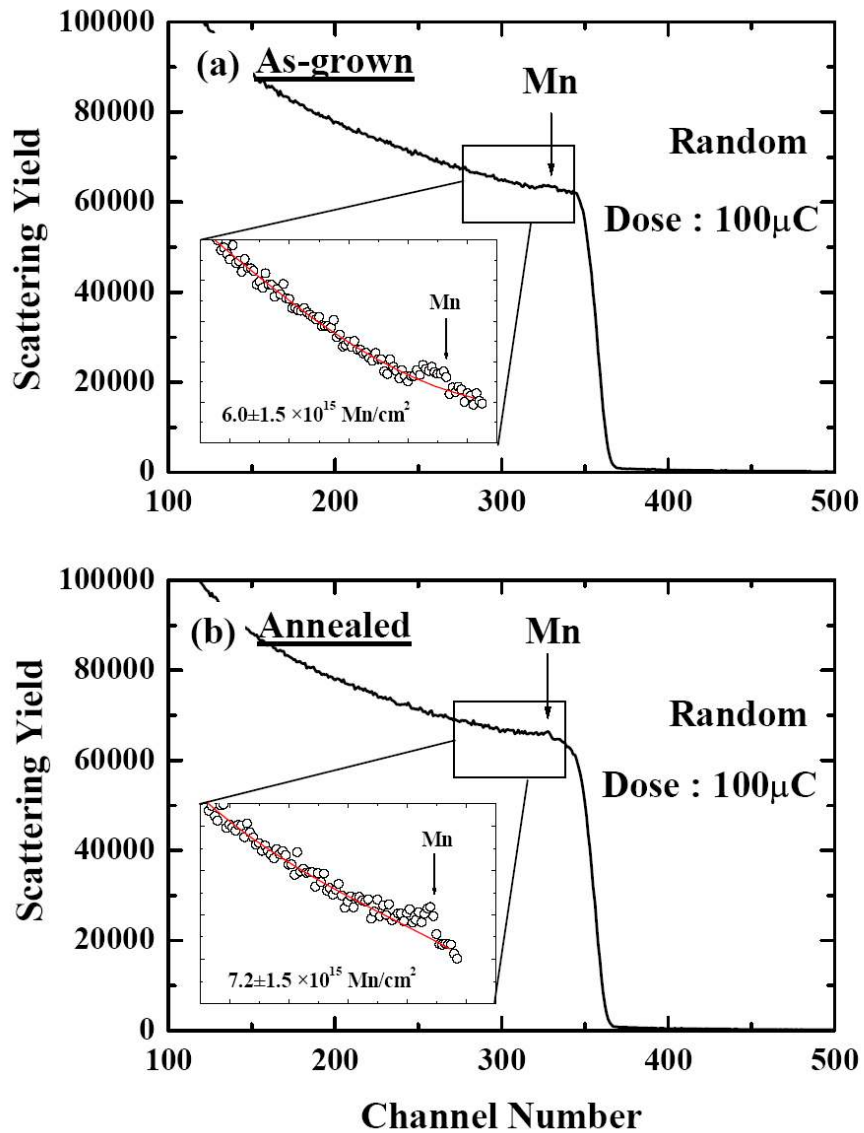 100000
(a) As-grown
Mn
80000
Random
60000
Dose : 100μC
Scattering Yield
40000
Mn
20000
6.0±1.5 ×10¹⁵ Mn/cm²
0
100 200 300 400 500
100000
(b) Annealed
Mn
80000
Random
60000
Dose : 100μC
Scattering Yield
40000
Mn
20000
7.2±1.5 ×10¹⁵ Mn/cm²
0
100 200 300 400 500
Channel Number